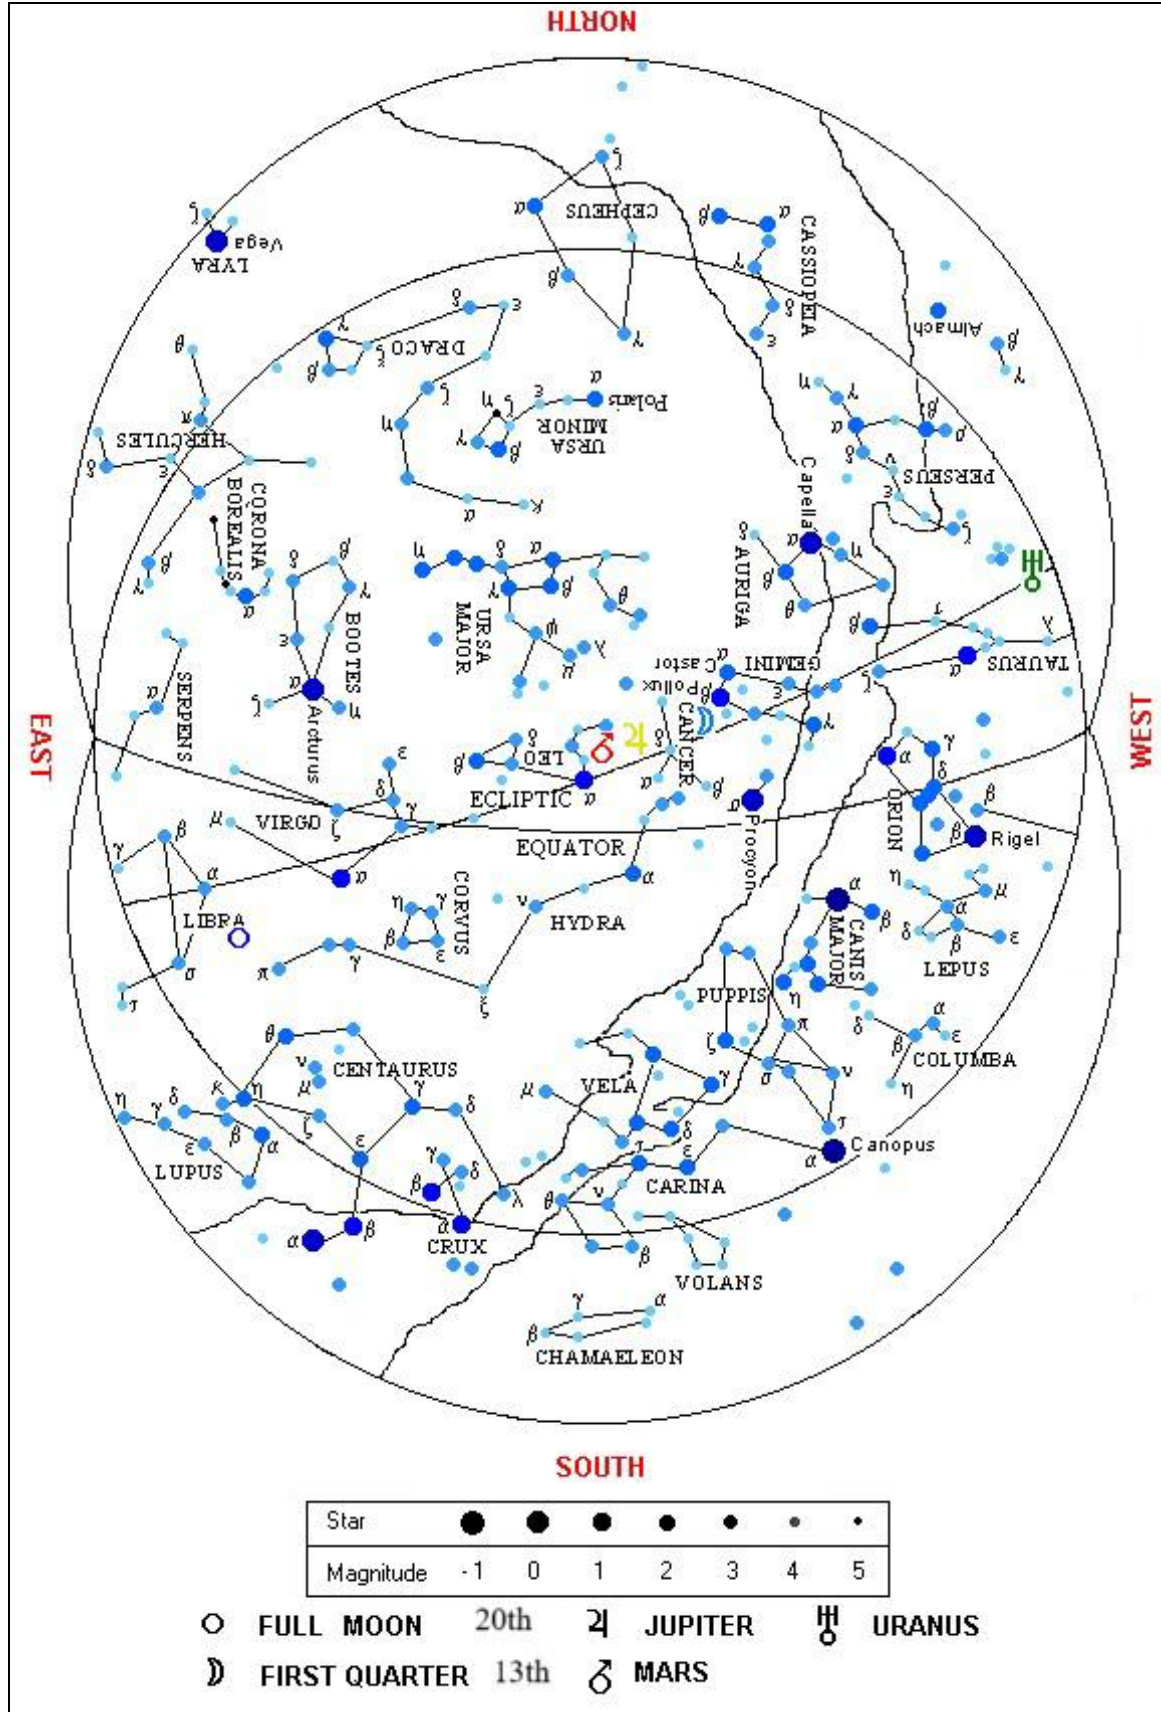 NORTH
ζ
CEPHEUS
α
β
α
CASSIOPEIA
ζ
Vega
LYRA
γ
β
δ
ε
γ
δ
ε
Almach
β
γ
θ
γ
DRACO
ξ
β
ζ
η
α
Polaris
ε
ζ
η
URSA
MINOR
γ
β
η
γ
α
β
ρ
δ
ν
PERSEUS
ε
ζ
π
HERCULES
δ
ε
κ
α
CORONA
BOREALIS
β
γ
α
δ
β
γ
BOOTES
ε
α
ζ
η
Arcturus
η
δ
α
β
URSA
MAJOR
θ
ψ
λ
μ
Capella
α
δ
η
β
AURIGA
θ
β
τ
λ
TAURUS
α
ζ
α
Castor
GEMINI
ε
Pollux
β
γ
CANCER
δ
α
β
SERPENS
α
EAST
WEST
LEO
δ
β
α
ECLIPTIC
EQUATOR
ε
δ
γ
VIRGO
ζ
μ
α
α
Procyon
α
γ
δ
ORION
β
β
Rigel
β
γ
α
LIBRA
σ
τ
CORVUS
η
γ
β
ε
π
γ
ν
HYDRA
α
ξ
α
CANIS
MAJOR
β
η
η
μ
α
δ
β
ε
LEPUS
PUPPIS
ζ
π
ν
σ
τ
δ
α
β
ε
COLUMBA
η
θ
ν
CENTAURUS
μ
κ
η
γ
δ
ζ
ε
λ
η
γ
δ
β
α
ε
LUPUS
μ
VELA
γ
δ
ε
CARINA
α
Canopus
γ
δ
β
α
CRUX
α
β
θ
ν
β
VOLANS
γ
α
β
CHAMAELEON
SOUTH
Star
Magnitude -1 0 1 2 3 4 5
FULL MOON 20th JUPITER URANUS
FIRST QUARTER 13th MARS